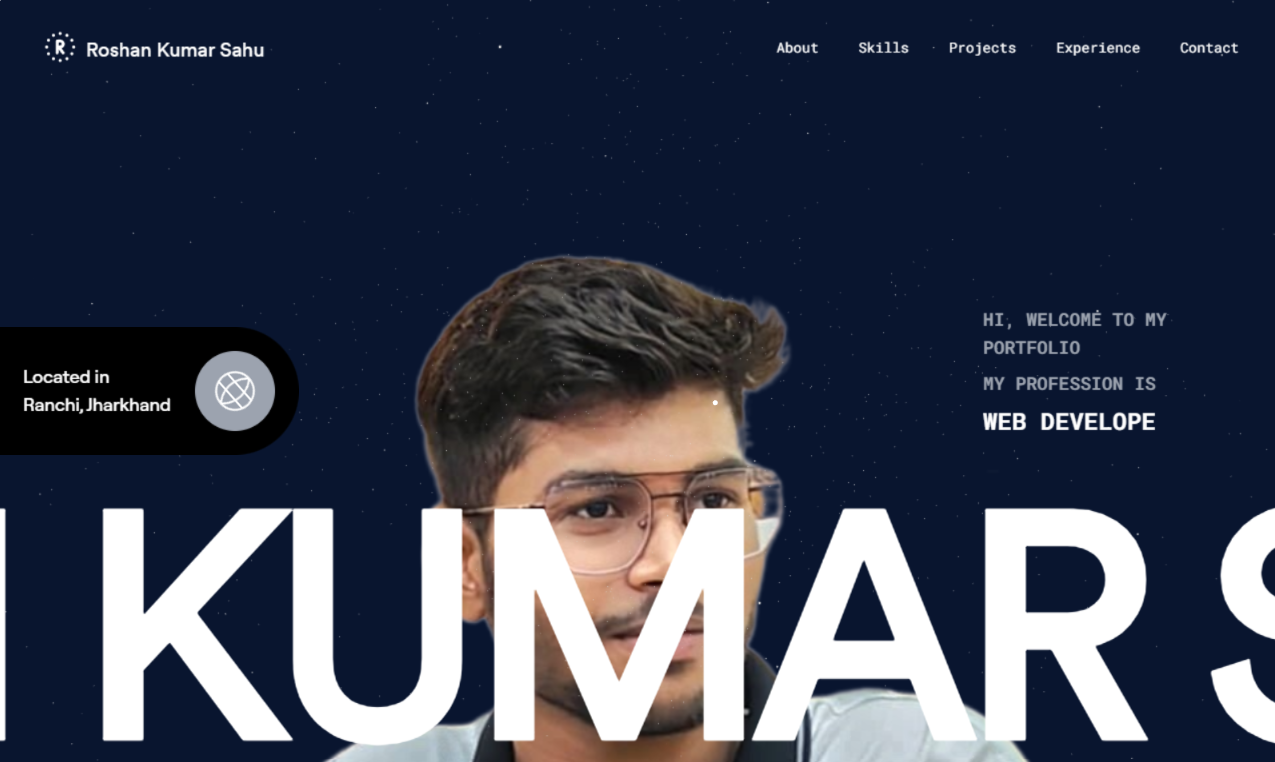 R Roshan Kumar Sahu
About Skills Projects Experience Contact
HI, WELCOME TO MY
PORTFOLIO
MY PROFESSION IS
WEB DEVELOPE
Located in
Ranchi, Jharkhand
KUMAR S